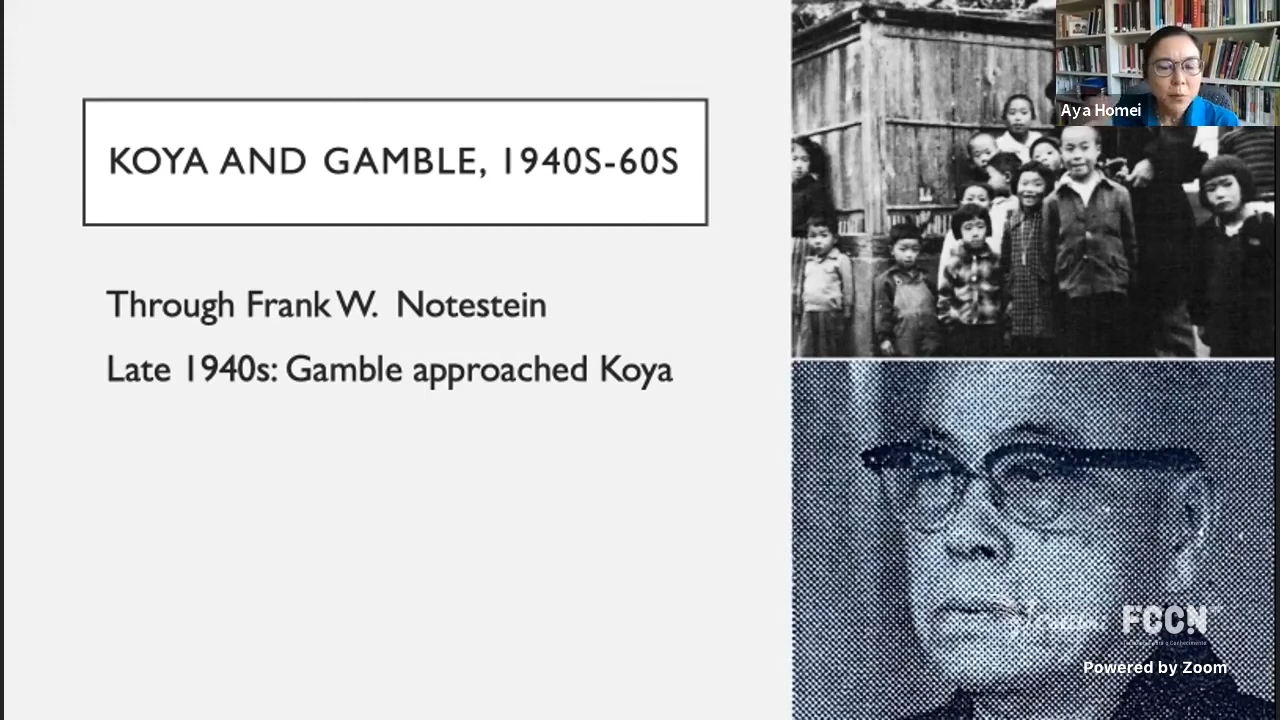 KOYA AND GAMBLE, 1940S-60S
Through Frank W. Notestein
Late 1940s: Gamble approached Koya
Aya Homei
FCCN
Powered by Zoom